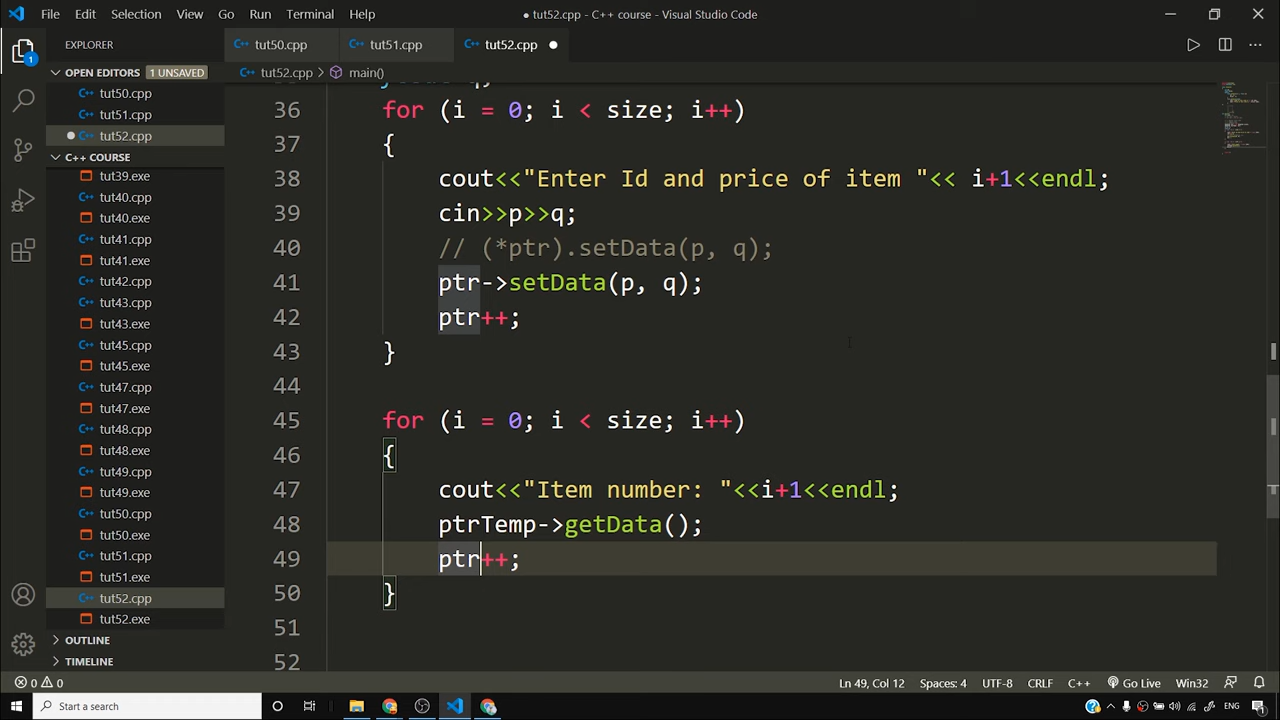 File Edit Selection View Go Run Terminal Help
● tut52.cpp - C++ course - Visual Studio Code
EXPLORER
tut50.cpp
tut51.cpp
tut52.cpp ●
OPEN EDITORS 1 UNSAVED
tut52.cpp > main()
tut50.cpp
tut51.cpp
tut52.cpp
C++ COURSE
tut39.exe
tut40.cpp
tut40.exe
tut41.cpp
tut41.exe
tut42.cpp
tut43.cpp
tut43.exe
tut45.cpp
tut45.exe
tut47.cpp
tut47.exe
tut48.cpp
tut48.exe
tut49.cpp
tut49.exe
tut50.cpp
tut50.exe
tut51.cpp
tut51.exe
tut52.cpp
tut52.exe
OUTLINE
TIMELINE
36 for (i = 0; i < size; i++)
37 {
38 cout<<"Enter Id and price of item "<< i+1<<endl;
39 cin>>p>>q;
40 // (*ptr).setData(p, q);
41 ptr->setData(p, q);
42 ptr++;
43 }
44
45 for (i = 0; i < size; i++)
46 {
47 cout<<"Item number: "<<i+1<<endl;
48 ptrTemp->getData();
49 ptr++;
50 }
51
52
0 0
Ln 49, Col 12 Spaces: 4 UTF-8 CRLF C++ Go Live Win32
Start a search
ENG